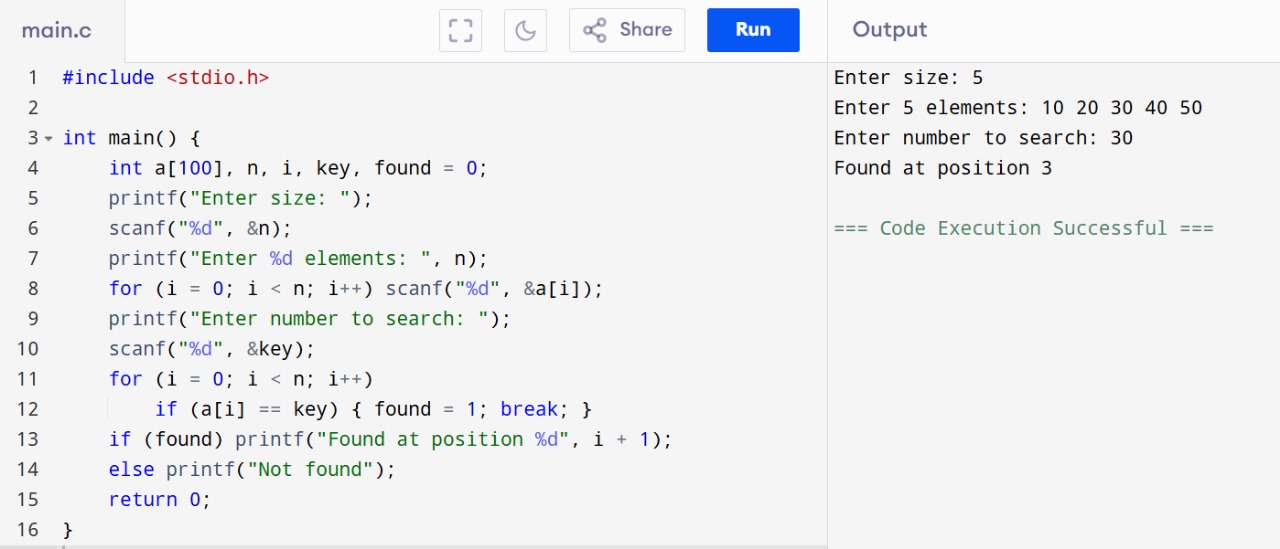 main.c
Share
Run
Output
1 #include <stdio.h>
2
3 int main() {
4     int a[100], n, i, key, found = 0;
5     printf("Enter size: ");
6     scanf("%d", &n);
7     printf("Enter %d elements: ", n);
8     for (i = 0; i < n; i++) scanf("%d", &a[i]);
9     printf("Enter number to search: ");
10     scanf("%d", &key);
11     for (i = 0; i < n; i++)
12         if (a[i] == key) { found = 1; break; }
13     if (found) printf("Found at position %d", i + 1);
14     else printf("Not found");
15     return 0;
16 }
Enter size: 5
Enter 5 elements: 10 20 30 40 50
Enter number to search: 30
Found at position 3
=== Code Execution Successful ===